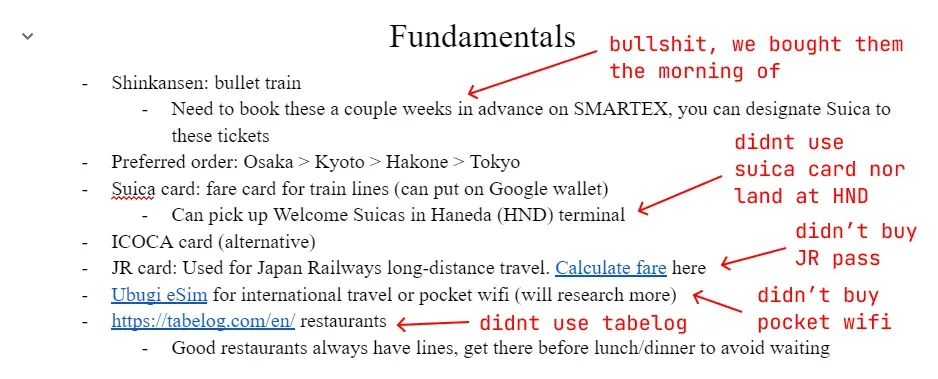 Fundamentals
bullshit, we bought them
the morning of
- Shinkansen: bullet train
- Need to book these a couple weeks in advance on SMARTEX, you can designate Suica to
these tickets
didnt use
suica card nor
land at HND
- Preferred order: Osaka > Kyoto > Hakone > Tokyo
- Suica card: fare card for train lines (can put on Google wallet)
- Can pick up Welcome Suicas in Haneda (HND) terminal
- ICOCA card (alternative)
didn't buy
JR pass
- JR card: Used for Japan Railways long-distance travel. Calculate fare here
- Ubugi eSim for international travel or pocket wifi (will research more)
didn't buy
pocket wifi
- https://tabelog.com/en/ restaurants
didnt use tabelog
- Good restaurants always have lines, get there before lunch/dinner to avoid waiting